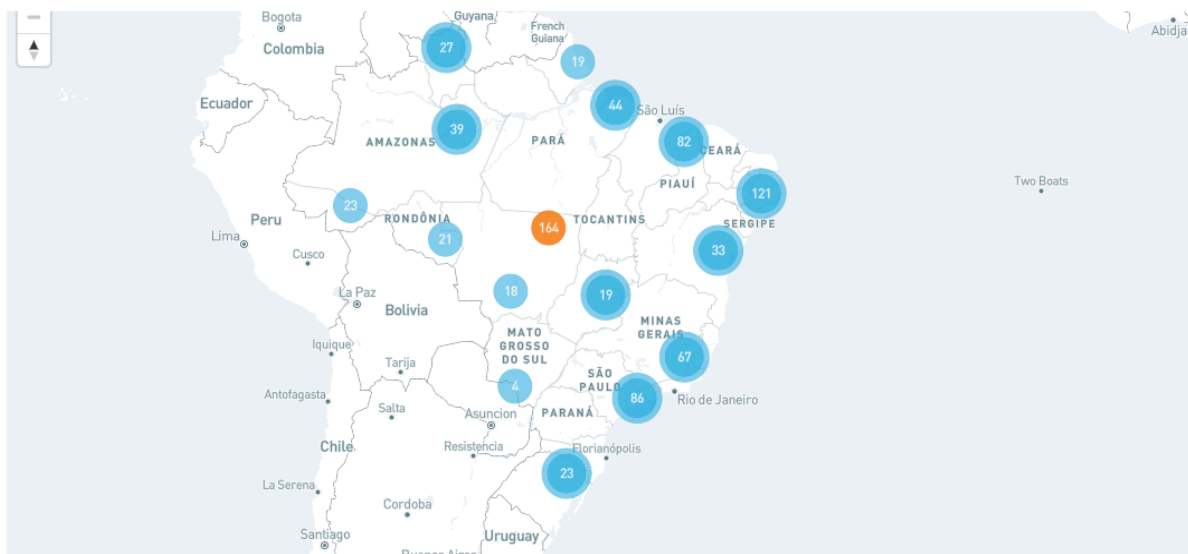 Bogota
Guyana
Abidja
French
Guiana
Colombia
27
19
Ecuador
44
São Luís
39
AMAZONAS
PARÁ
82
CEARÁ
PIAUÍ
Two Boats
121
23
Peru
RONDÔNIA
TOCANTINS
SERGIPE
164
Lima
21
33
Cusco
La Paz
18
19
Bolivia
MINAS
GERAIS
MATO
GROSSO
DO SUL
Iquique
67
Tarija
SÃO
PAULO
4
Antofagasta
86
Rio de Janeiro
Salta
Asuncion
PARANÁ
Chile
Resistencia
Florianópolis
23
La Serena
Cordoba
Santiago
Uruguay
Buenos Aires